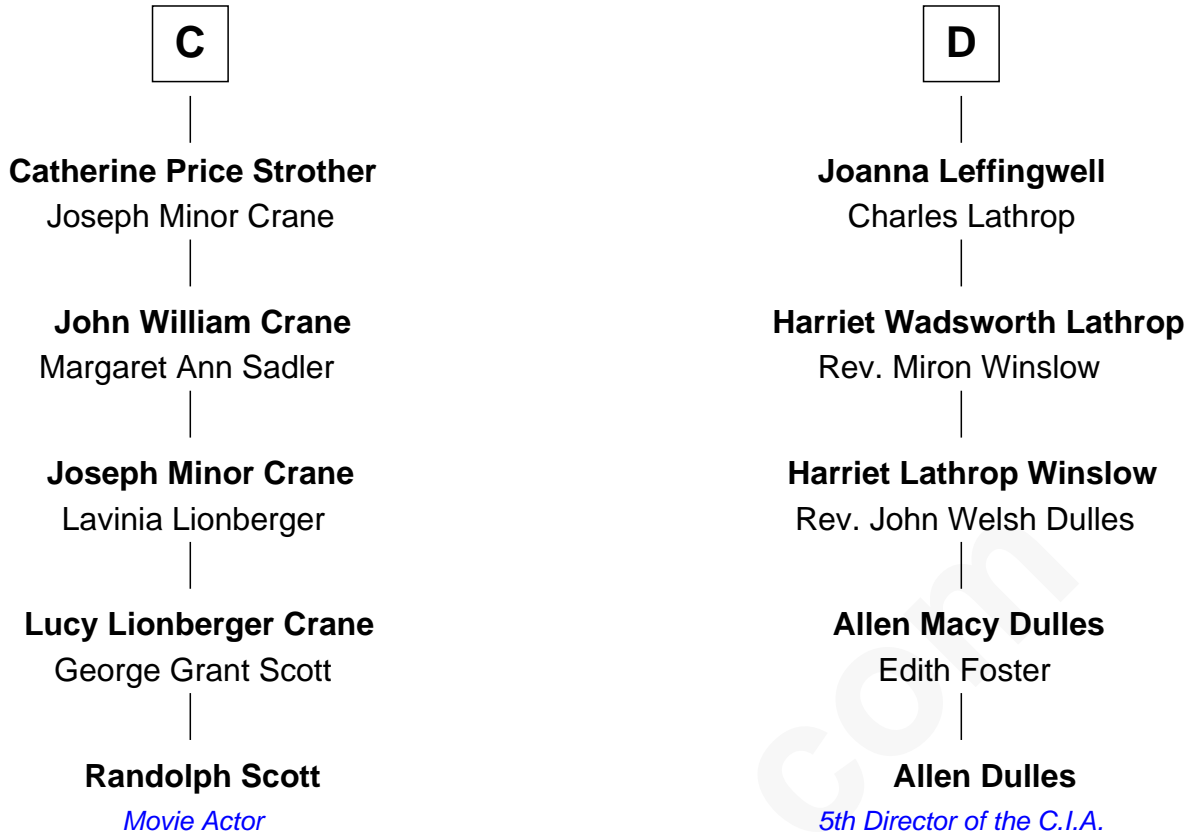 C
Catherine Price Strother
Joseph Minor Crane
John William Crane
Margaret Ann Sadler
Joseph Minor Crane
Lavinia Lionberger
Lucy Lionberger Crane
George Grant Scott
Randolph Scott
Movie Actor
D
Joanna Leffingwell
Charles Lathrop
Harriet Wadsworth Lathrop
Rev. Miron Winslow
Harriet Lathrop Winslow
Rev. John Welsh Dulles
Allen Macy Dulles
Edith Foster
Allen Dulles
5th Director of the C.I.A.
com